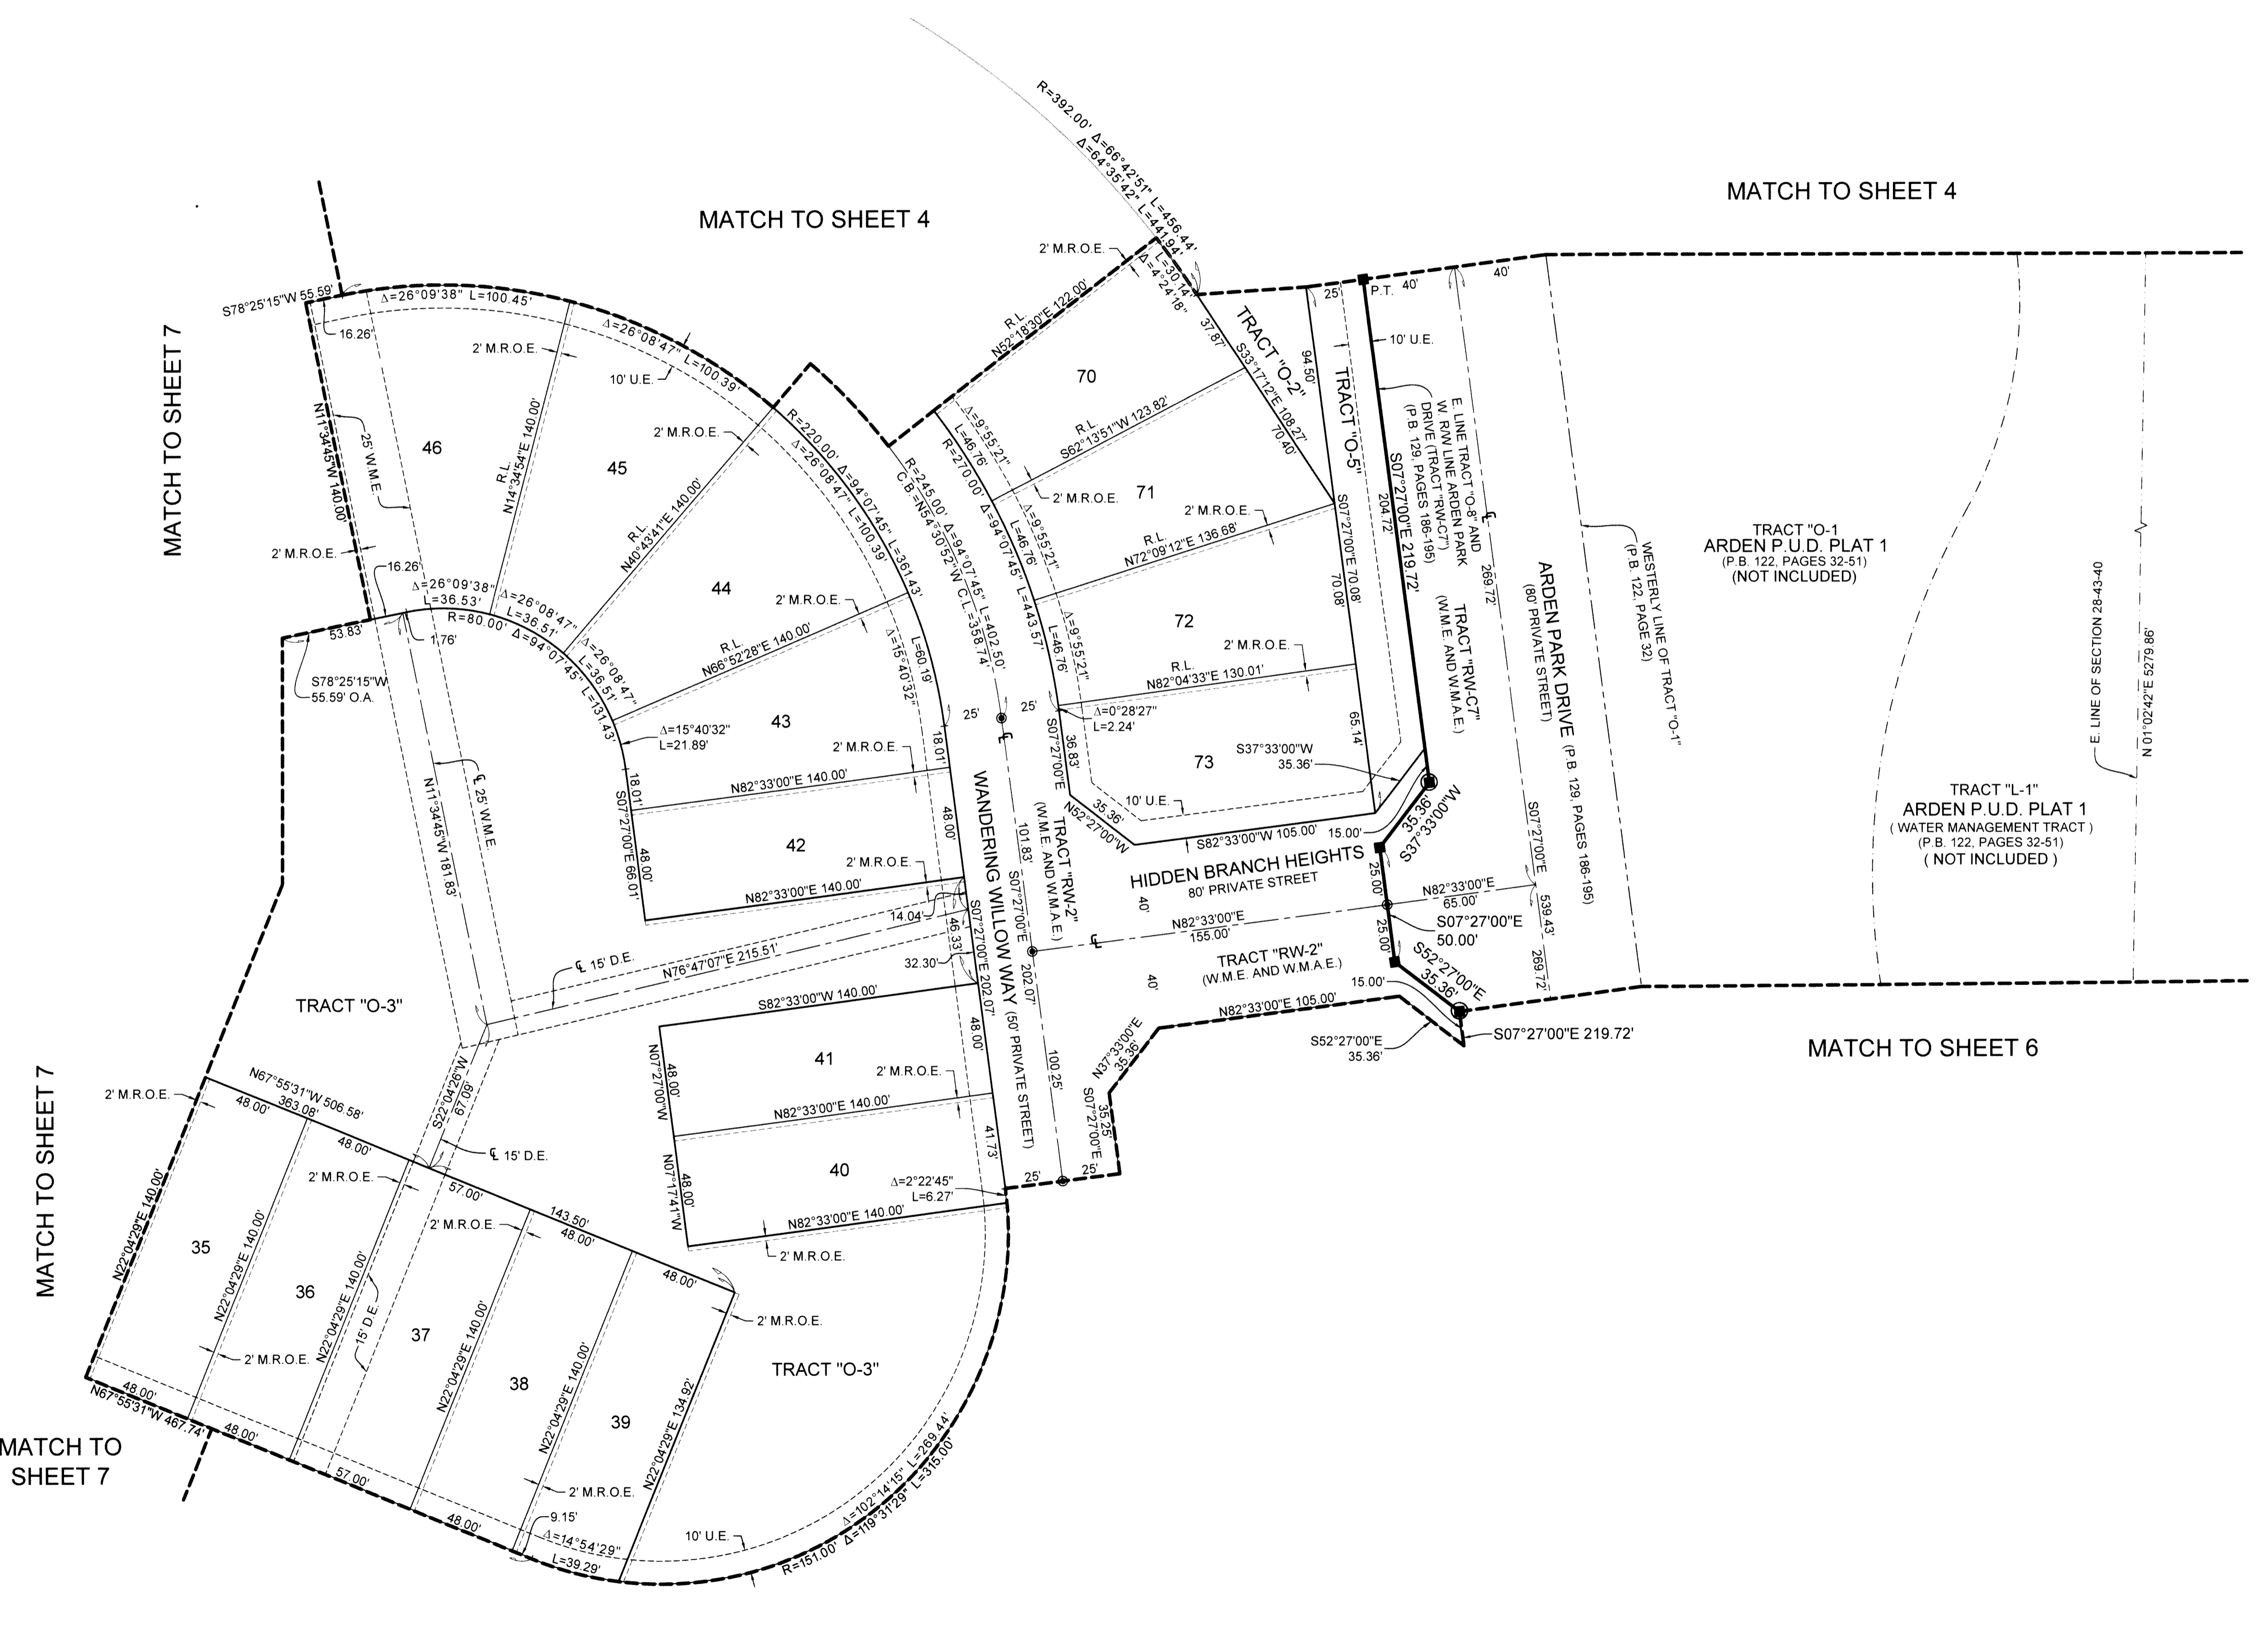 MATCH TO SHEET 4
MATCH TO SHEET 4
MATCH TO SHEET 7
MATCH TO SHEET 7
MATCH TO
SHEET 7
MATCH TO SHEET 6
R=392.00' Δ=66°42'51" L=456.44'
Δ=64°35'42" L=441.94'
L=30.14'
Δ=4°24'18"
2' M.R.O.E.
R.L.
N52°18'30"E 122.00'
70
37.87'
TRACT "O-2"
S33°17'12"E 108.27'
70.40'
94.50'
25'
P.T.
40'
40'
10' U.E.
TRACT "O-5"
S07°27'00"E 219.72'
204.72'
E. LINE TRACT "O-8" AND
W. R/W LINE ARDEN PARK
DRIVE (TRACT "RW-C7")
(P.B. 129, PAGES 186-195)
℄
269.72'
TRACT "RW-C7"
(W.M.E. AND W.M.A.E.)
ARDEN PARK DRIVE (P.B. 129, PAGES 186-195)
(80' PRIVATE STREET)
WESTERLY LINE OF TRACT "O-1"
(P.B. 122, PAGE 32)
TRACT "O-1
ARDEN P.U.D. PLAT 1
(P.B. 122, PAGES 32-51)
(NOT INCLUDED)
E. LINE OF SECTION 28-43-40
N 01°02'42"E 5279.86'
TRACT "L-1"
ARDEN P.U.D. PLAT 1
( WATER MANAGEMENT TRACT )
(P.B. 122, PAGES 32-51)
( NOT INCLUDED )
S78°25'15"W 55.59'
16.26'
Δ=26°09'38" L=100.45'
2' M.R.O.E.
Δ=26°08'47" L=100.39'
10' U.E.
N11°34'45"W 140.00'
25' W.M.E.
46
R.L.
N14°34'54"E 140.00'
45
2' M.R.O.E.
R.L.
N40°43'41"E 140.00'
R=220.00' Δ=94°07'45" L=361.43'
Δ=26°08'47" L=100.39'
2' M.R.O.E.
16.26'
Δ=26°09'38"
L=36.53'
R=80.00' Δ=94°07'45" L=131.43'
Δ=26°08'47"
L=36.51'
Δ=26°08'47"
L=36.51'
44
2' M.R.O.E.
R.L.
N66°52'28"E 140.00'
53.83'
1.76'
S78°25'15"W
55.59' O.A.
R=245.00' Δ=94°07'45" L=402.50'
C.B.=N54°30'52"W C.L.=358.74'
Δ=9°55'21"
L=46.76'
R=270.00' Δ=94°07'45" L=443.57'
R.L.
S62°13'51"W 123.82'
2' M.R.O.E.
71
Δ=9°55'21"
L=46.76'
2' M.R.O.E.
R.L.
N72°09'12"E 136.68'
S07°27'00"E 70.08'
70.08'
72
Δ=9°55'21"
L=46.76'
2' M.R.O.E.
R.L.
N82°04'33"E 130.01'
Δ=0°28'27"
L=2.24'
65.14'
S07°27'00"E
36.83'
73
S37°33'00"W
35.36'
35.36'
N52°27'00"W
10' U.E.
S82°33'00"W 105.00'
15.00'
35.36'
S37°33'00"W
L=60.19'
Δ=15°40'32"
43
Δ=15°40'32"
L=21.89'
25'
25'
℄
2' M.R.O.E.
18.01'
18.01'
N82°33'00"E 140.00'
S07°27'00"E 66.01'
48.00'
48.00'
42
2' M.R.O.E.
N82°33'00"E 140.00'
N11°34'45"W 181.83'
℄ 25' W.M.E.
WANDERING WILLOW WAY (50' PRIVATE STREET)
TRACT "RW-2"
(W.M.E. AND W.M.A.E.)
101.83'
S07°27'00"E
202.07'
100.25'
HIDDEN BRANCH HEIGHTS
80' PRIVATE STREET
40'
N82°33'00"E
155.00'
℄
TRACT "RW-2"
(W.M.E. AND W.M.A.E.)
40'
25.00'
25.00'
N82°33'00"E
65.00'
S07°27'00"E
50.00'
S07°27'00"E 539.43'
269.72'
S52°27'00"E
35.36'
15.00'
N82°33'00"E 105.00'
S52°27'00"E
35.36'
S07°27'00"E 219.72'
N37°33'00"E
35.36'
35.25'
S07°27'00"E
25'
25'
14.04'
46.33'
S07°27'00"E 202.07'
32.30'
℄ 15' D.E.
N76°47'07"E 215.51'
S82°33'00"W 140.00'
TRACT "O-3"
48.00'
N07°27'00"W
41
48.00'
2' M.R.O.E.
N82°33'00"E 140.00'
41.73'
48.00'
N07°17'41"W
40
Δ=2°22'45"
L=6.27'
N82°33'00"E 140.00'
2' M.R.O.E.
S22°04'26"W
67.09'
℄ 15' D.E.
2' M.R.O.E.
N67°55'31"W 506.58'
48.00'
363.08'
48.00'
2' M.R.O.E.
57.00'
143.50'
2' M.R.O.E.
48.00'
48.00'
2' M.R.O.E.
N22°04'29"E 140.00'
35
N22°04'29"E 140.00'
36
2' M.R.O.E.
N22°04'29"E 140.00'
15' D.E.
37
N22°04'29"E 140.00'
38
N22°04'29"E 140.00'
2' M.R.O.E.
39
N22°04'29"E 134.92'
TRACT "O-3"
48.00'
N67°55'31"W 467.74'
48.00'
57.00'
48.00'
9.15'
Δ=14°54'29"
L=39.29'
10' U.E.
Δ=102°14'15" L=269.44'
R=151.00' Δ=119°31'29" L=315.00'